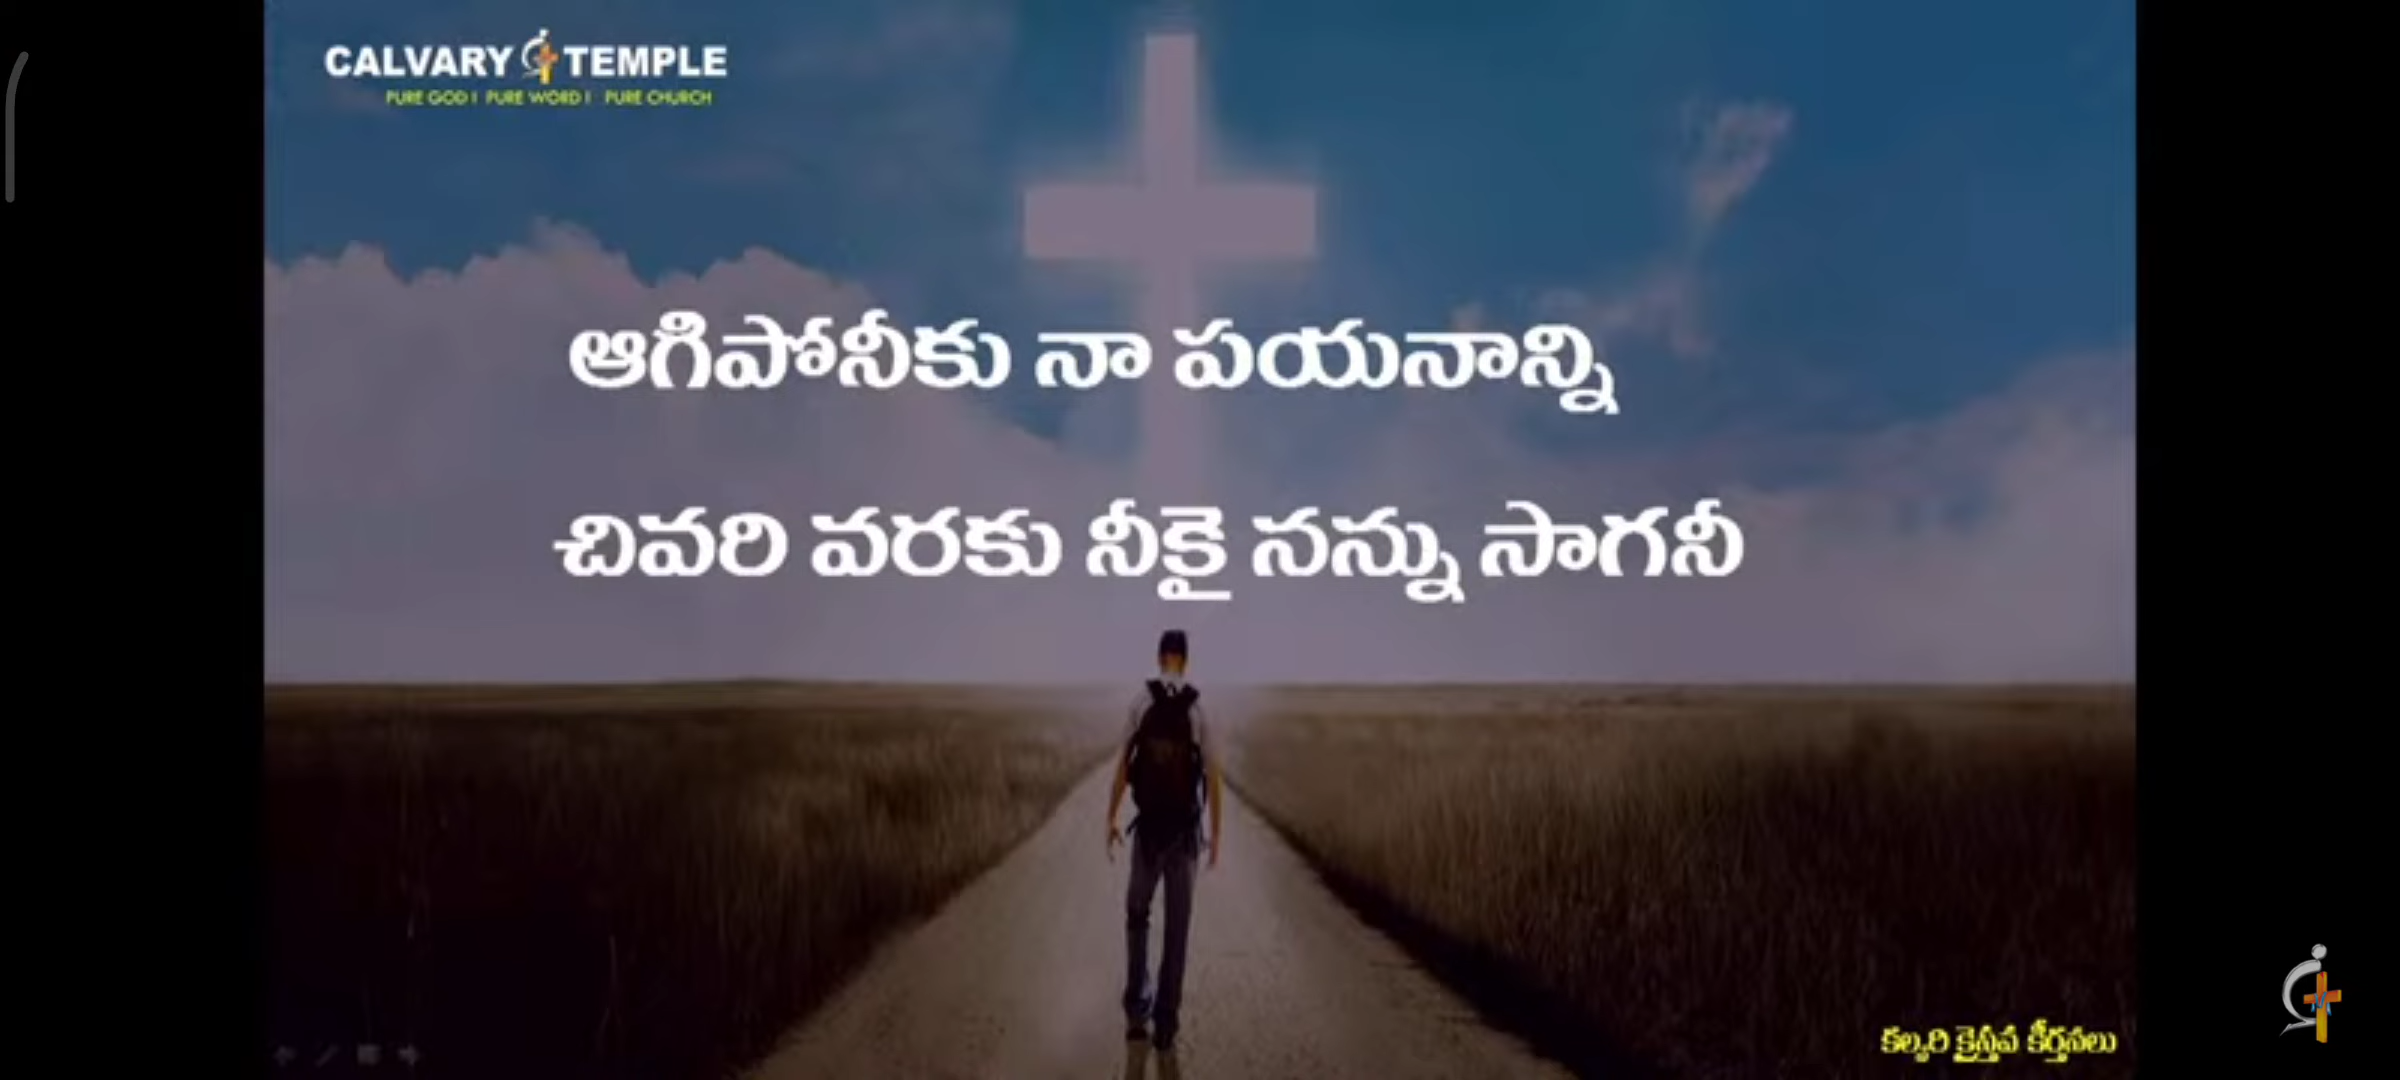 CALVARY TEMPLE
PURE GOD! PURE WORD! PURE CHURCH
ఆగిపోనీకు నా పయనాన్ని
చివరి వరకు నీకై నన్ను సాగనీ
కల్వరి క్రైస్తవ కీర్తనలు